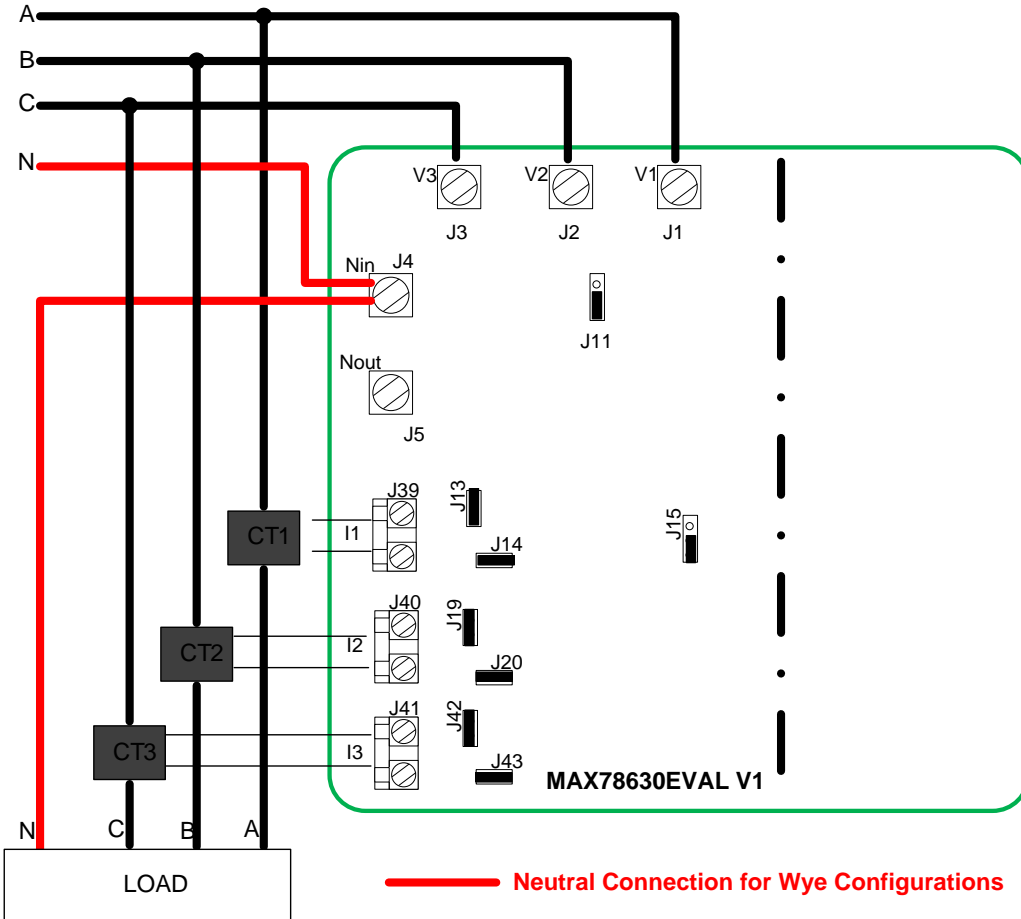 A
B
C
N
V3
V2
V1
J3
J2
J1
Nin
J4
J11
Nout
J5
J39
J13
J15
CT1
I1
J14
J40
J19
CT2
I2
J20
J41
J42
CT3
I3
J43
MAX78630EVAL V1
N
C
B
A
LOAD
Neutral Connection for Wye Configurations